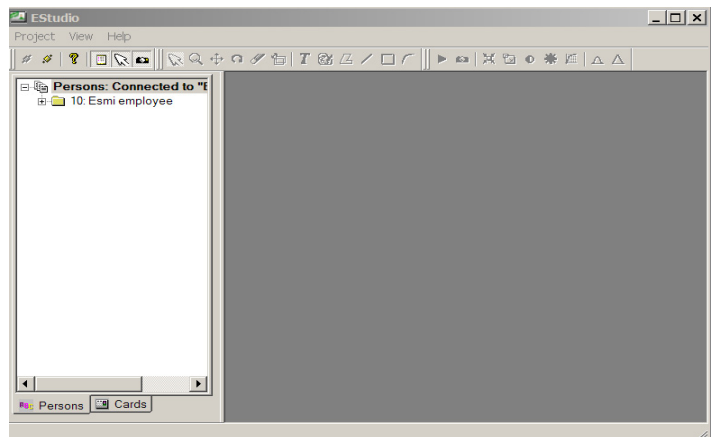 EStudio
Project View Help
Persons: Connected to "E
10: Esmi employee
Persons Cards